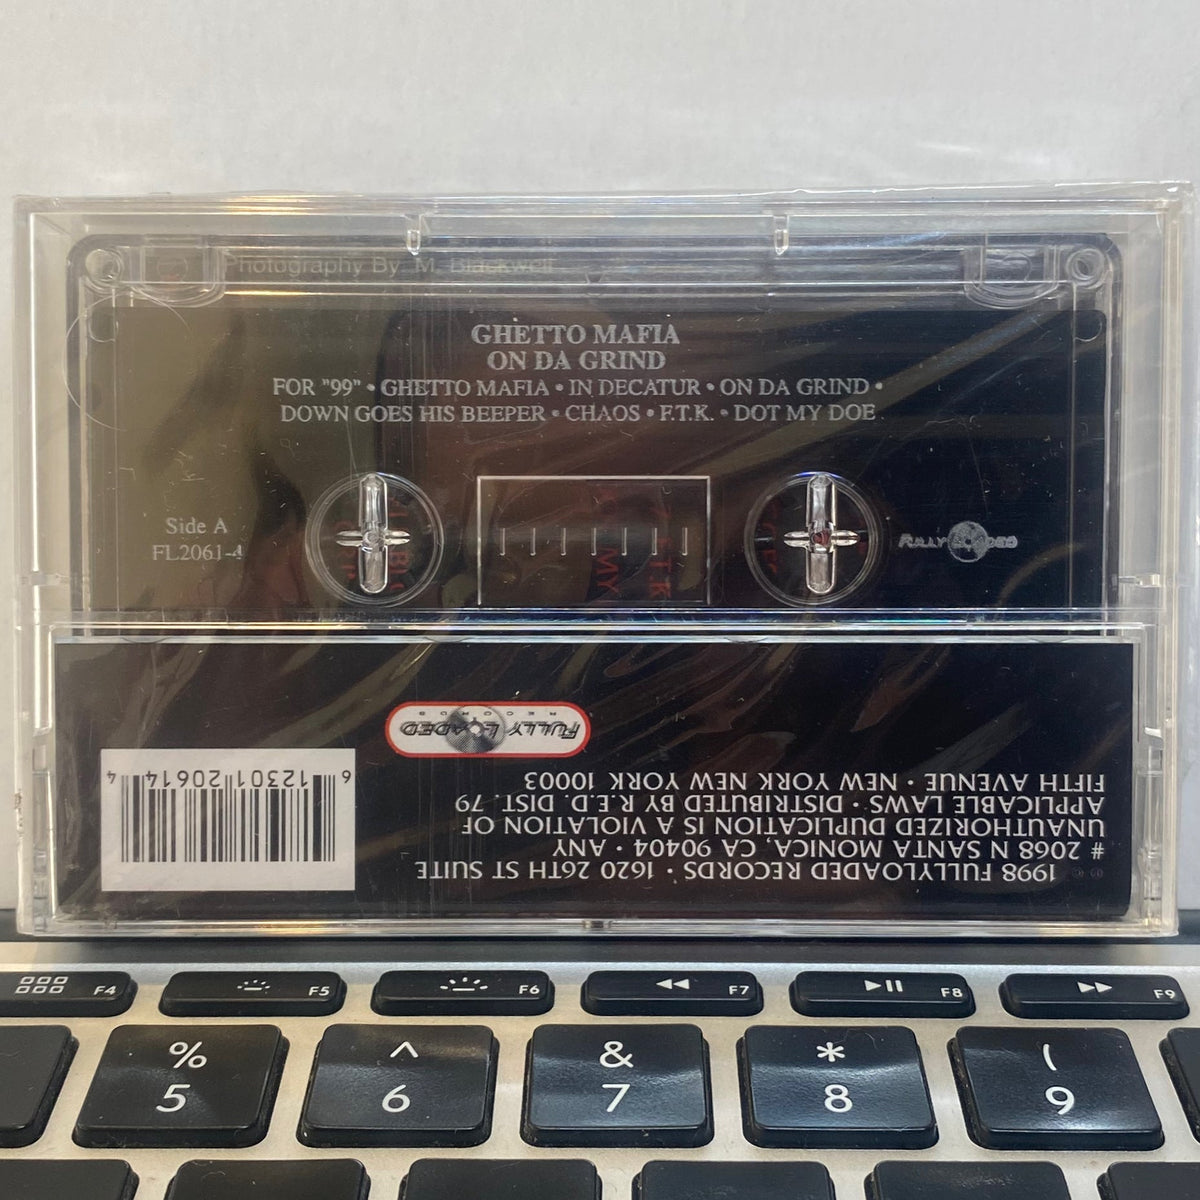 Photography By: M. Blackwell
GHETTO MAFIA
ON DA GRIND
FOR "99" • GHETTO MAFIA • IN DECATUR • ON DA GRIND •
DOWN GOES HIS BEEPER • CHAOS • F.T.K. • DOT MY DOE
Side A
FL2061-4
FULLY LOADED
MY
F.T.K
FULLY LOADED
RECORDS
6 12301 20614 4
1998 FULLYLOADED RECORDS • 1620 26TH ST SUITE
# 2068 N SANTA MONICA, CA 90404 • ANY
UNAUTHORIZED DUPLICATION IS A VIOLATION OF
APPLICABLE LAWS • DISTRIBUTED BY R.E.D. DIST. 79
FIFTH AVENUE • NEW YORK NEW YORK 10003
F4 F5 F6 F7 F8 F9
% ^ & * (
5 6 7 8 9